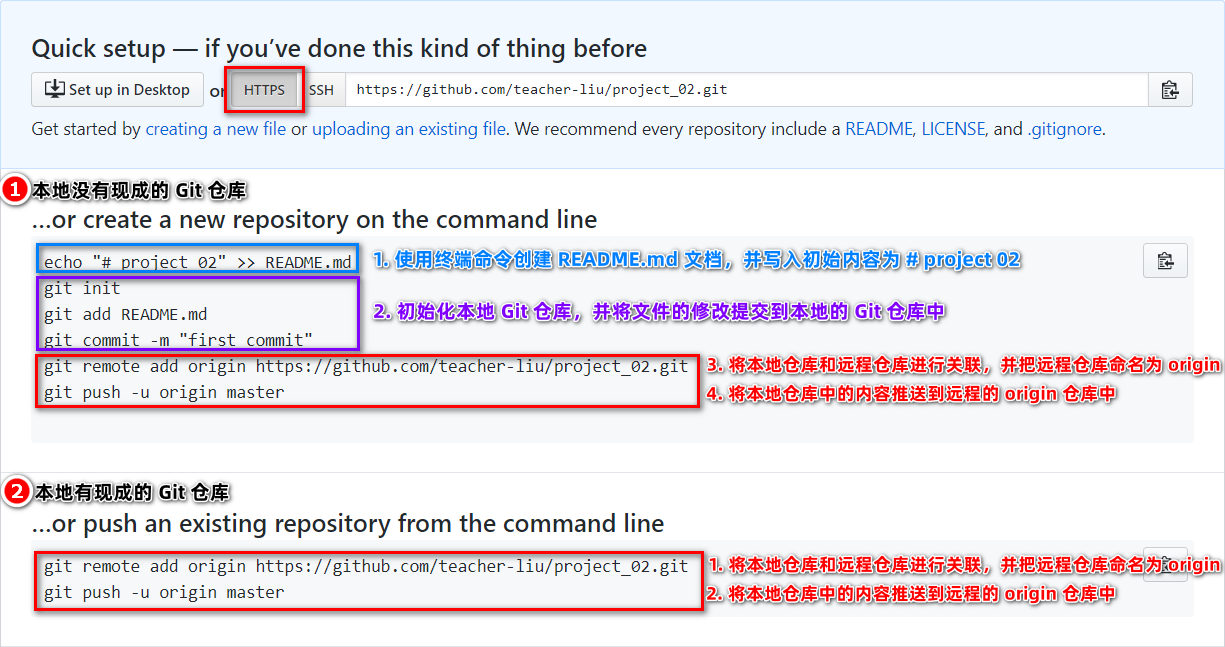 Quick setup — if you’ve done this kind of thing before
Set up in Desktop or HTTPS SSH https://github.com/teacher-liu/project_02.git
Get started by creating a new file or uploading an existing file. We recommend every repository include a README, LICENSE, and .gitignore.
1 本地没有现成的 Git 仓库
...or create a new repository on the command line
echo "# project_02" >> README.md 1. 使用终端命令创建 README.md 文档，并写入初始内容为 # project 02
git init
git add README.md 2. 初始化本地 Git 仓库，并将文件的修改提交到本地的 Git 仓库中
git commit -m "first commit"
git remote add origin https://github.com/teacher-liu/project_02.git 3. 将本地仓库和远程仓库进行关联，并把远程仓库命名为 origin
git push -u origin master 4. 将本地仓库中的内容推送到远程的 origin 仓库中
2 本地有现成的 Git 仓库
...or push an existing repository from the command line
git remote add origin https://github.com/teacher-liu/project_02.git 1. 将本地仓库和远程仓库进行关联，并把远程仓库命名为 origin
git push -u origin master 2. 将本地仓库中的内容推送到远程的 origin 仓库中